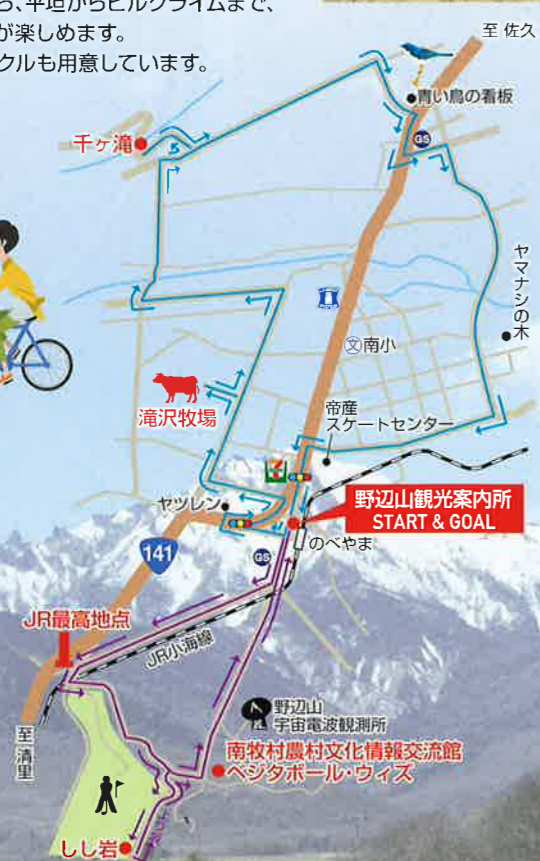 ら、平坦からヒルクライムまで、
が楽しめます。
クルも用意しています。
至 佐久
青い鳥の看板
GS
千ヶ滝
ヤマナシの木
文 南小
滝沢牧場
帝産
スケートセンター
ヤツレン
野辺山観光案内所
START & GOAL
のべやま
141
GS
JR最高地点
JR小海線
至 清里
野辺山
宇宙電波観測所
南牧村農村文化情報交流館
ベジタボール・ウィズ
しし岩